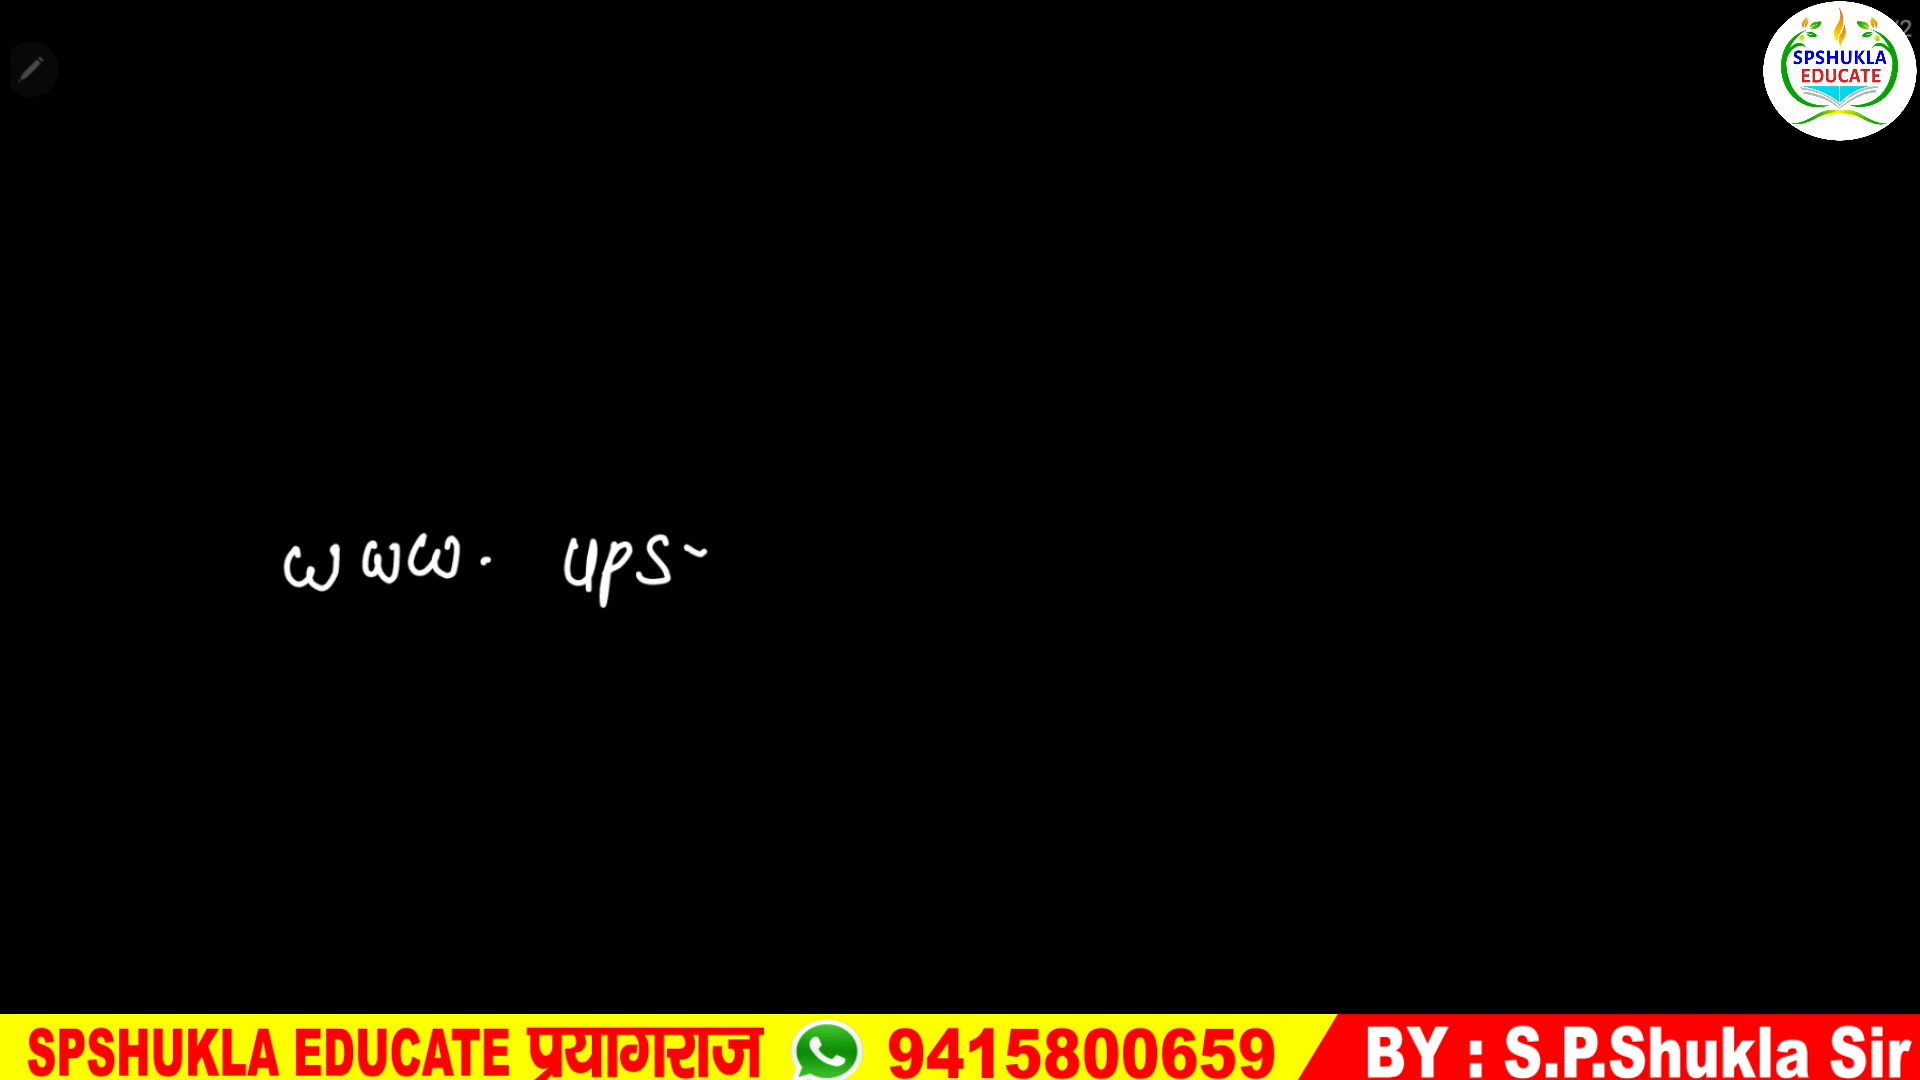 SPSHUKLA
EDUCATE
www. ups
SPSHUKLA EDUCATE प्रयागराज 9415800659 BY : S.P.Shukla Sir